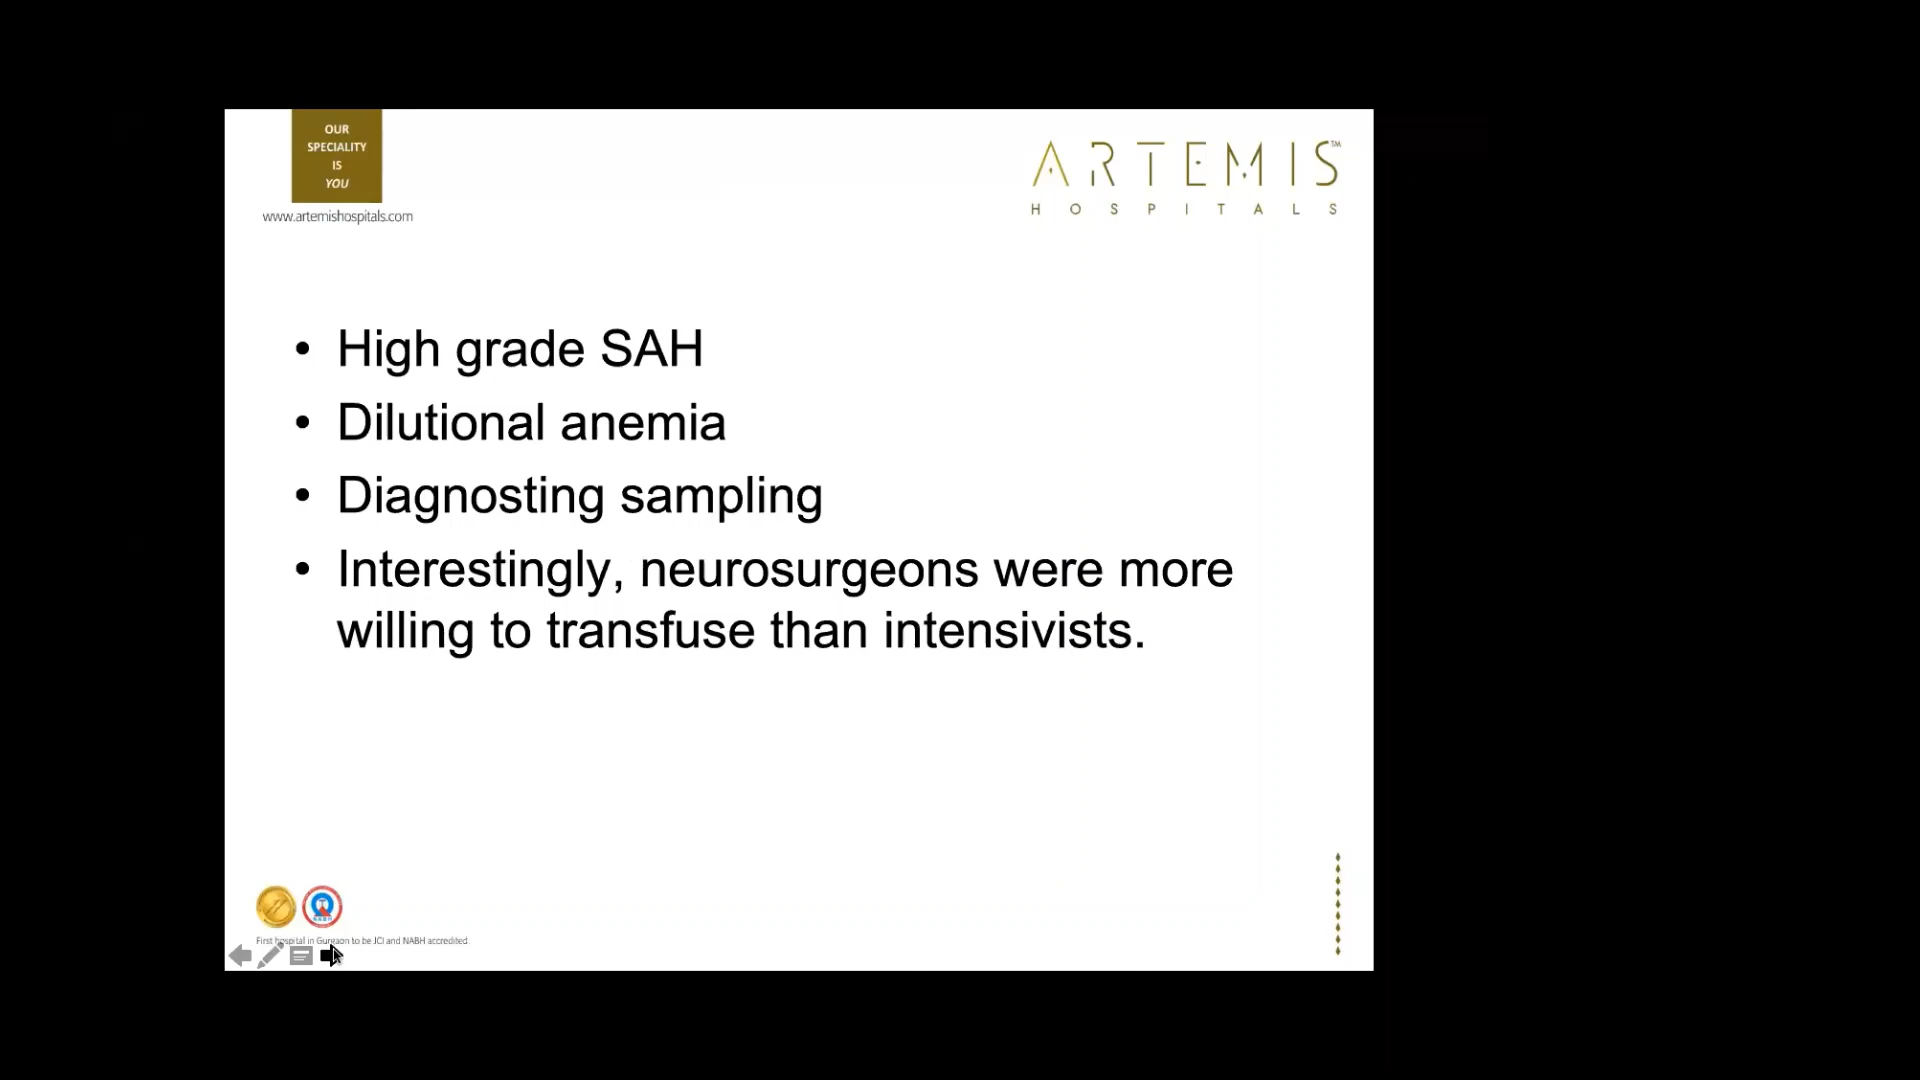 OUR
SPECIALITY
IS
YOU
www.artemishospitals.com
ARTEMIS™
HOSPITALS
• High grade SAH
• Dilutional anemia
• Diagnosting sampling
• Interestingly, neurosurgeons were more
willing to transfuse than intensivists.
First hospital in Gurgaon to be JCI and NABH accredited.